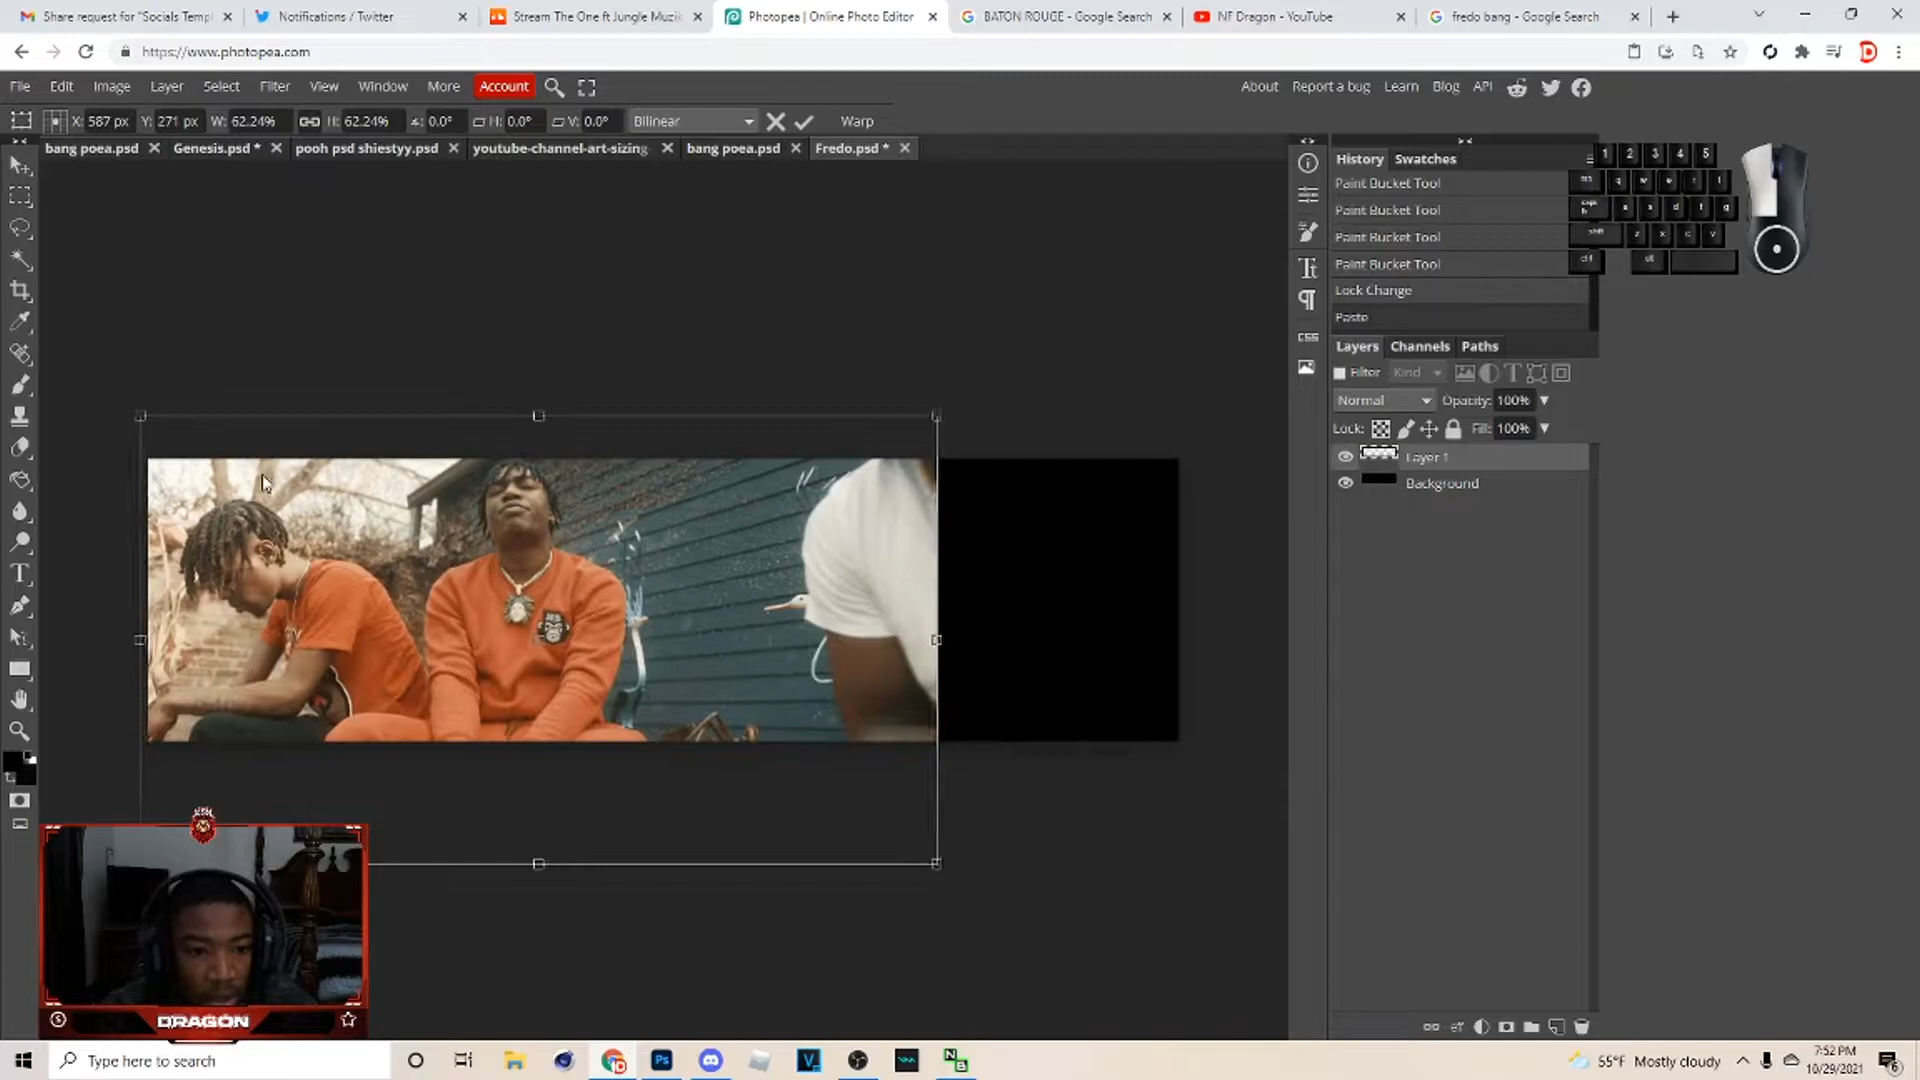 Share request for "Socials Templ
Notifications / Twitter
Stream The One ft Jungle Muzik
Photopea | Online Photo Editor
BATON ROUGE - Google Search
NF Dragon - YouTube
fredo bang - Google Search
https://www.photopea.com
File Edit Image Layer Select Filter View Window More Account
About Report a bug Learn Blog API
X: 587 px Y: 271 px W: 62.24% H: 62.24% 0.0° H: 0.0° V: 0.0° Bilinear Warp
bang poea.psd Genesis.psd * pooh psd shiestyy.psd youtube-channel-art-sizing bang poea.psd Fredo.psd *
History Swatches
Paint Bucket Tool
Paint Bucket Tool
Paint Bucket Tool
Paint Bucket Tool
Lock Change
Paste
1 2 3 4 5
CSS
Layers Channels Paths
Filter Kind
Normal Opacity: 100%
Lock: Fill: 100%
Layer 1
Background
DRAGON
Type here to search
55°F Mostly cloudy
7:52 PM
10/29/2021